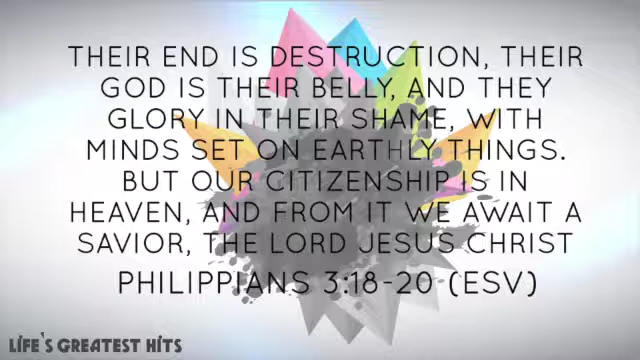 THEIR END IS DESTRUCTION, THEIR
GOD IS THEIR BELLY, AND THEY
GLORY IN THEIR SHAME, WITH
MINDS SET ON EARTHLY THINGS.
BUT OUR CITIZENSHIP IS IN
HEAVEN, AND FROM IT WE AWAIT A
SAVIOR, THE LORD JESUS CHRIST
PHILIPPIANS 3:18-20 (ESV)
LIFE`S GREATEST HITS